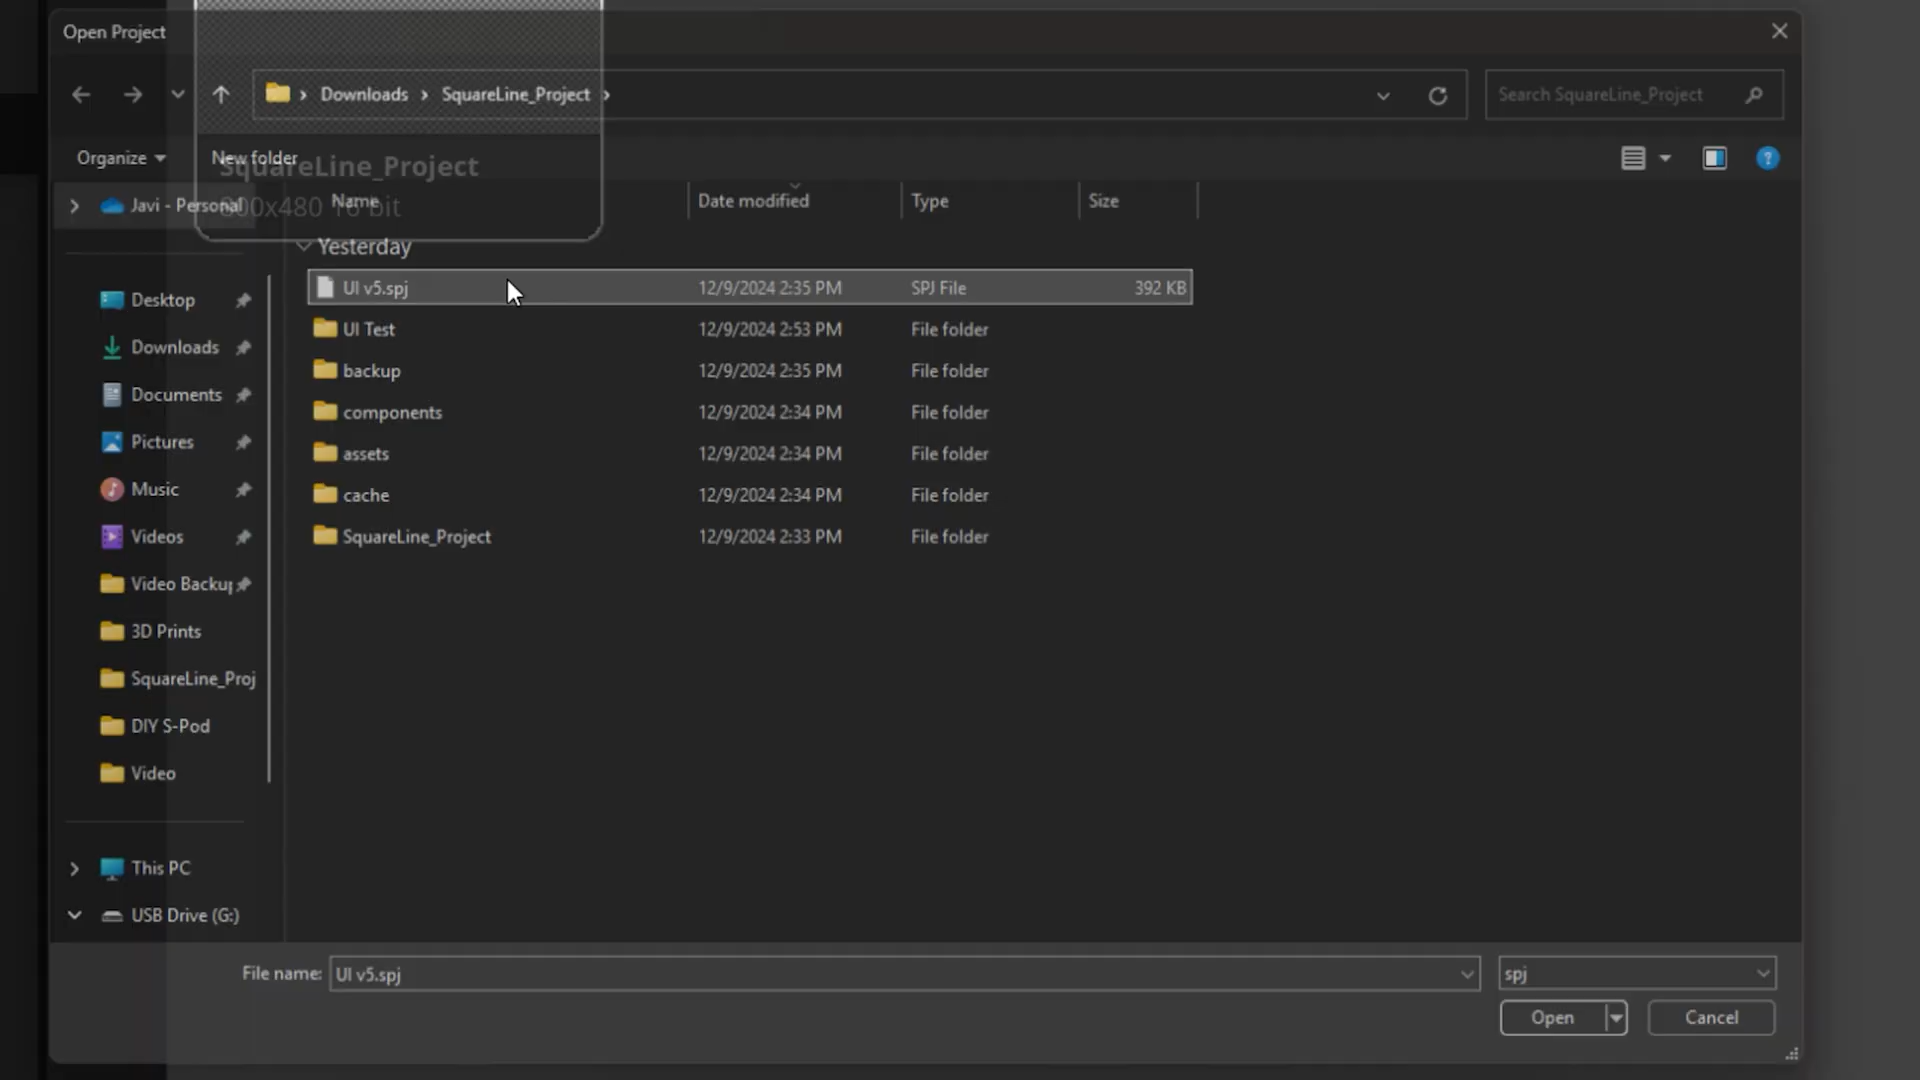 Open Project
Downloads > SquareLine_Project >
Search SquareLine_Project
Organize
New folder
SquareLine_Project
800x480 16 bit
Javi - Personal
Name
Date modified
Type
Size
Yesterday
UI v5.spj 12/9/2024 2:35 PM SPJ File 392 KB
UI Test 12/9/2024 2:53 PM File folder
backup 12/9/2024 2:35 PM File folder
components 12/9/2024 2:34 PM File folder
assets 12/9/2024 2:34 PM File folder
cache 12/9/2024 2:34 PM File folder
SquareLine_Project 12/9/2024 2:33 PM File folder
Desktop
Downloads
Documents
Pictures
Music
Videos
Video Backup
3D Prints
SquareLine_Proj
DIY S-Pod
Video
This PC
USB Drive (G:)
File name: UI v5.spj
spj
Open
Cancel